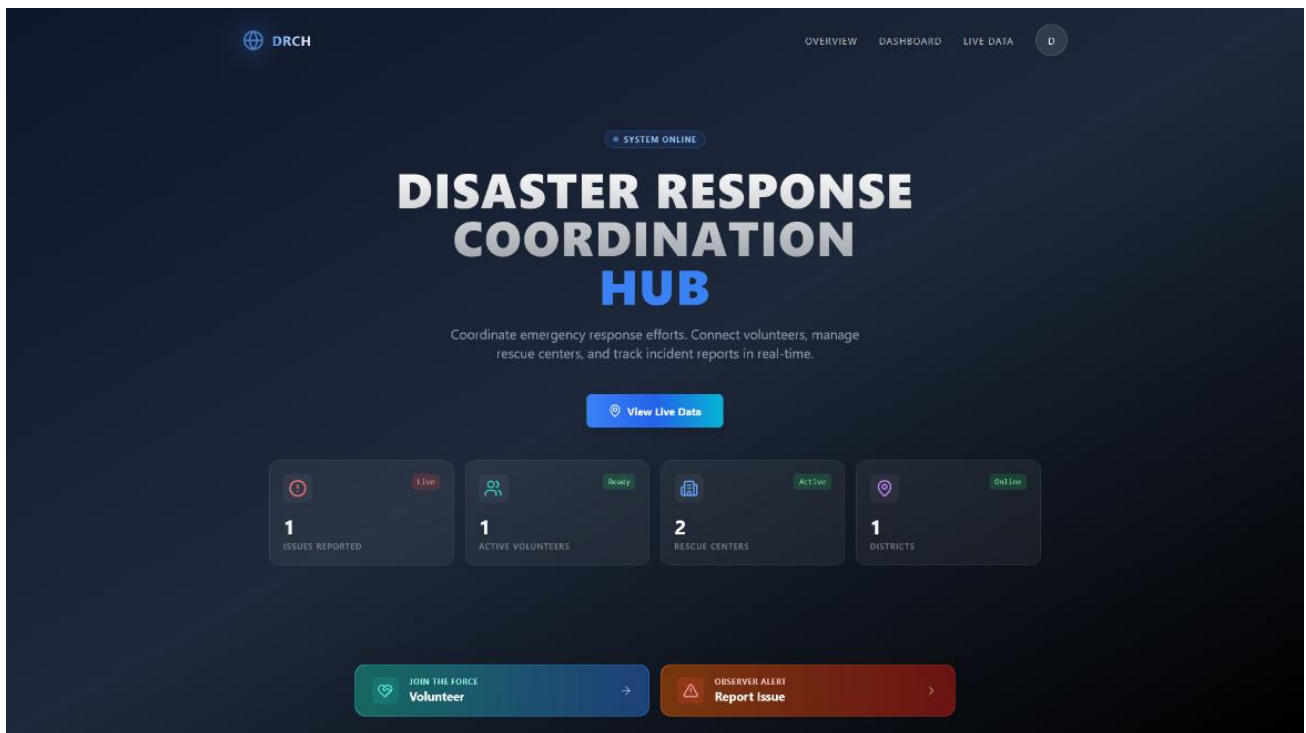 DRCH
OVERVIEW DASHBOARD LIVE DATA D
SYSTEM ONLINE
DISASTER RESPONSE
COORDINATION
HUB
Coordinate emergency response efforts. Connect volunteers, manage
rescue centers, and track incident reports in real-time.
View Live Data
Live
1
ISSUES REPORTED
Ready
1
ACTIVE VOLUNTEERS
Active
2
RESCUE CENTERS
Online
1
DISTRICTS
JOIN THE FORCE
Volunteer
OBSERVER ALERT
Report Issue